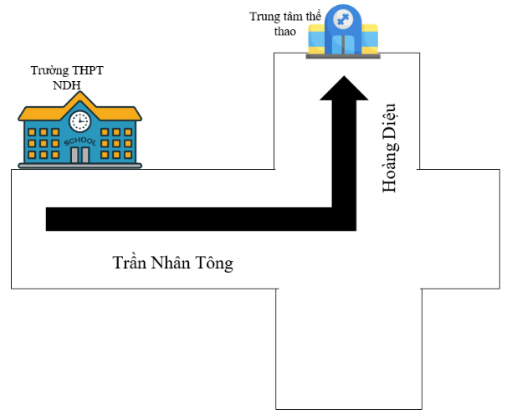 Trung tâm thể
thao
Trường THPT
NDH
SCHOOL
Hoàng Diệu
Trần Nhân Tông